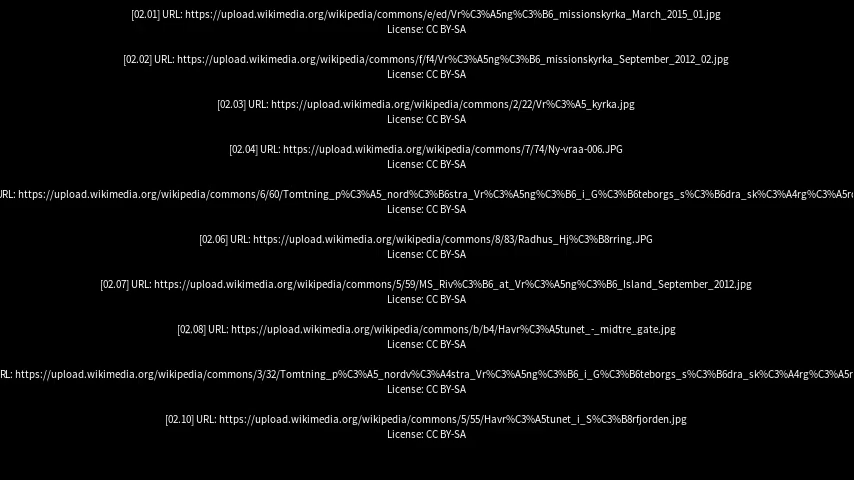 [02.01] URL: https://upload.wikimedia.org/wikipedia/commons/e/ed/Vr%C3%A5ng%C3%B6_missionskyrka_March_2015_01.jpg
License: CC BY-SA
[02.02] URL: https://upload.wikimedia.org/wikipedia/commons/f/f4/Vr%C3%A5ng%C3%B6_missionskyrka_September_2012_02.jpg
License: CC BY-SA
[02.03] URL: https://upload.wikimedia.org/wikipedia/commons/2/22/Vr%C3%A5_kyrka.jpg
License: CC BY-SA
[02.04] URL: https://upload.wikimedia.org/wikipedia/commons/7/74/Ny-vraa-006.JPG
License: CC BY-SA
URL: https://upload.wikimedia.org/wikipedia/commons/6/60/Tomtning_p%C3%A5_nord%C3%B6stra_Vr%C3%A5ng%C3%B6_i_G%C3%B6teborgs_s%C3%B6dra_sk%C3%A4rg%C3%A5r
License: CC BY-SA
[02.06] URL: https://upload.wikimedia.org/wikipedia/commons/8/83/Radhus_Hj%C3%B8rring.JPG
License: CC BY-SA
[02.07] URL: https://upload.wikimedia.org/wikipedia/commons/5/59/MS_Riv%C3%B6_at_Vr%C3%A5ng%C3%B6_Island_September_2012.jpg
License: CC BY-SA
[02.08] URL: https://upload.wikimedia.org/wikipedia/commons/b/b4/Havr%C3%A5tunet_-_midtre_gate.jpg
License: CC BY-SA
RL: https://upload.wikimedia.org/wikipedia/commons/3/32/Tomtning_p%C3%A5_nordv%C3%A4stra_Vr%C3%A5ng%C3%B6_i_G%C3%B6teborgs_s%C3%B6dra_sk%C3%A4rg%C3%A5r
License: CC BY-SA
[02.10] URL: https://upload.wikimedia.org/wikipedia/commons/5/55/Havr%C3%A5tunet_i_S%C3%B8rfjorden.jpg
License: CC BY-SA